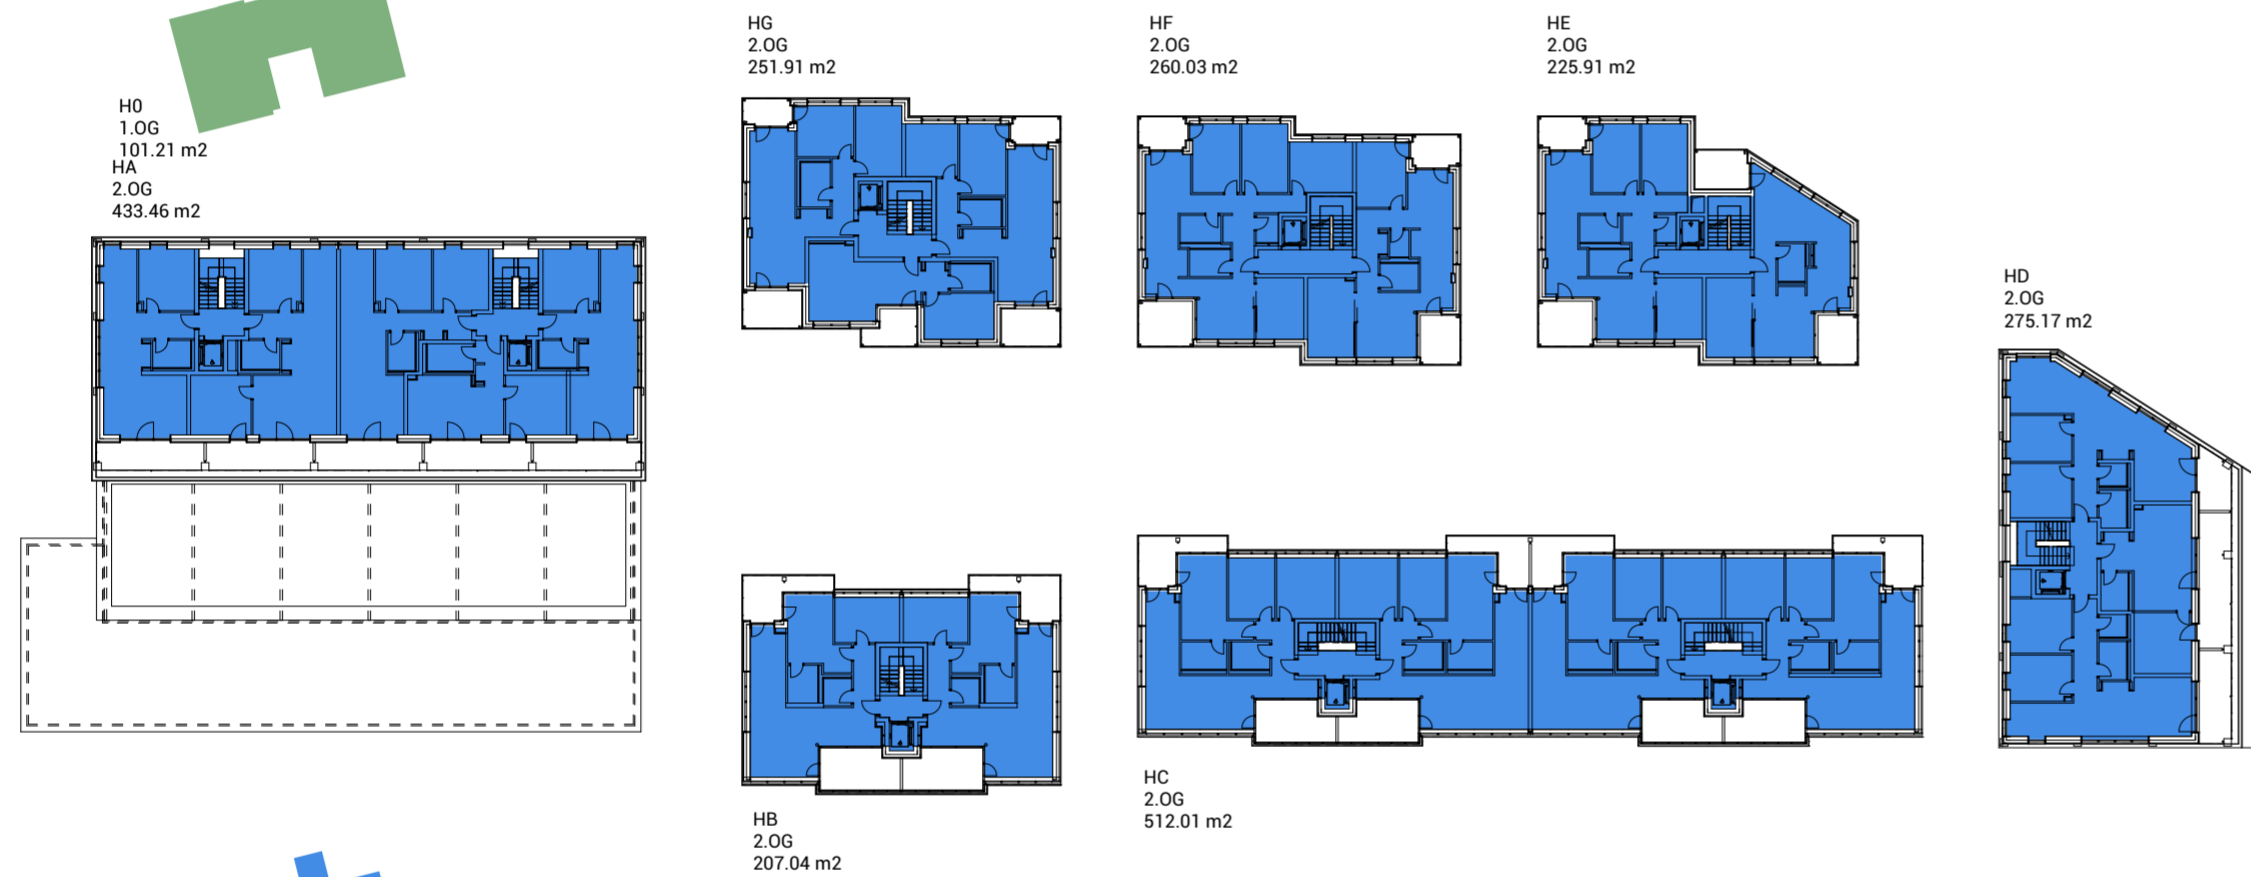 HG
2.OG
251.91 m2
HF
2.OG
260.03 m2
HE
2.OG
225.91 m2
H0
1.OG
101.21 m2
HA
2.OG
433.46 m2
HD
2.OG
275.17 m2
HC
2.OG
512.01 m2
HB
2.OG
207.04 m2